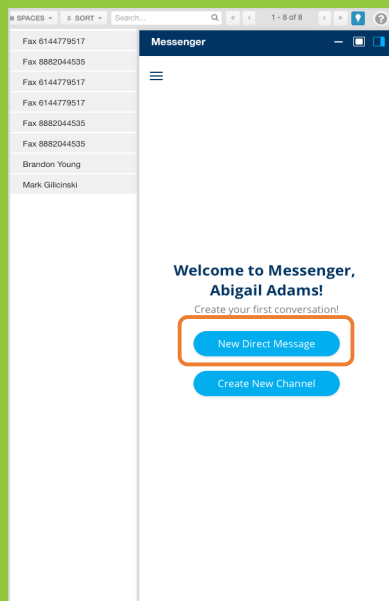 SPACES
SORT
Search...
1 - 8 of 8
?
Fax 6144779517
Fax 8882044535
Fax 6144779517
Fax 6144779517
Fax 8882044535
Fax 8882044535
Brandon Young
Mark Gilicinski
Messenger
Welcome to Messenger,
Abigail Adams!
Create your first conversation!
New Direct Message
Create New Channel